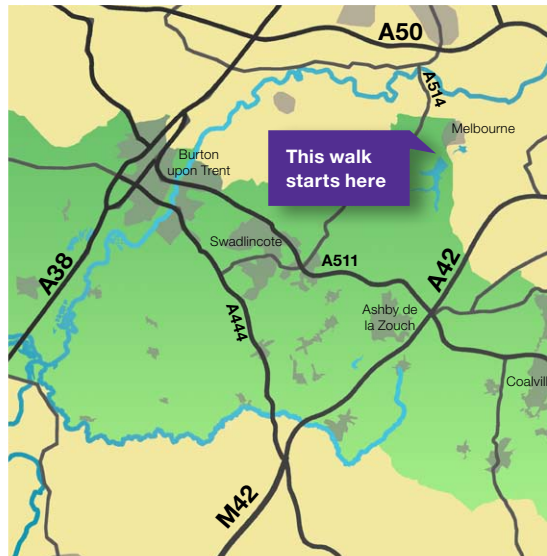 A50
A514
Melbourne
This walk
starts here
Burton
upon Trent
Swadlincote
A511
A42
A38
A444
Ashby de
la Zouch
Coalvill
M42